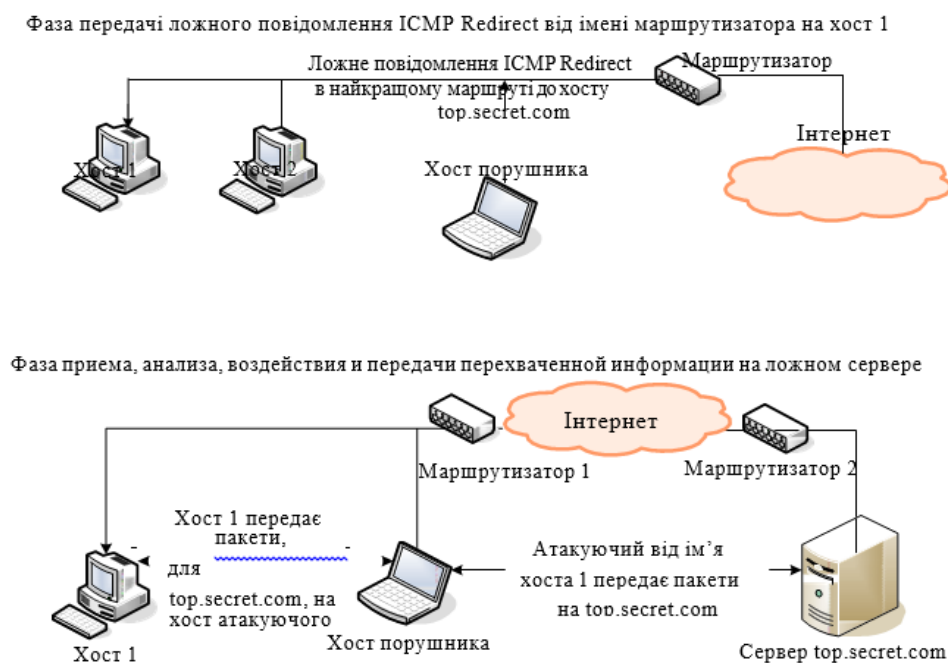 Фаза передачі ложного повідомлення ICMP Redirect від імені маршрутизатора на хост 1
Ложне повідомлення ICMP Redirect
в найкращому маршруті до хосту
top.secret.com
Маршрутизатор
Інтернет
Хост 1
Хост 2
Хост порушника
Фаза приема, анализа, воздействия и передачи перехваченной информации на ложном сервере
Інтернет
Маршрутизатор 1
Маршрутизатор 2
Хост 1 передає
пакети,
для
top.secret.com, на
хост атакуючого
Атакуючий від ім’я
хоста 1 передає пакети
на top.secret.com
Хост 1
Хост порушника
Сервер top.secret.com